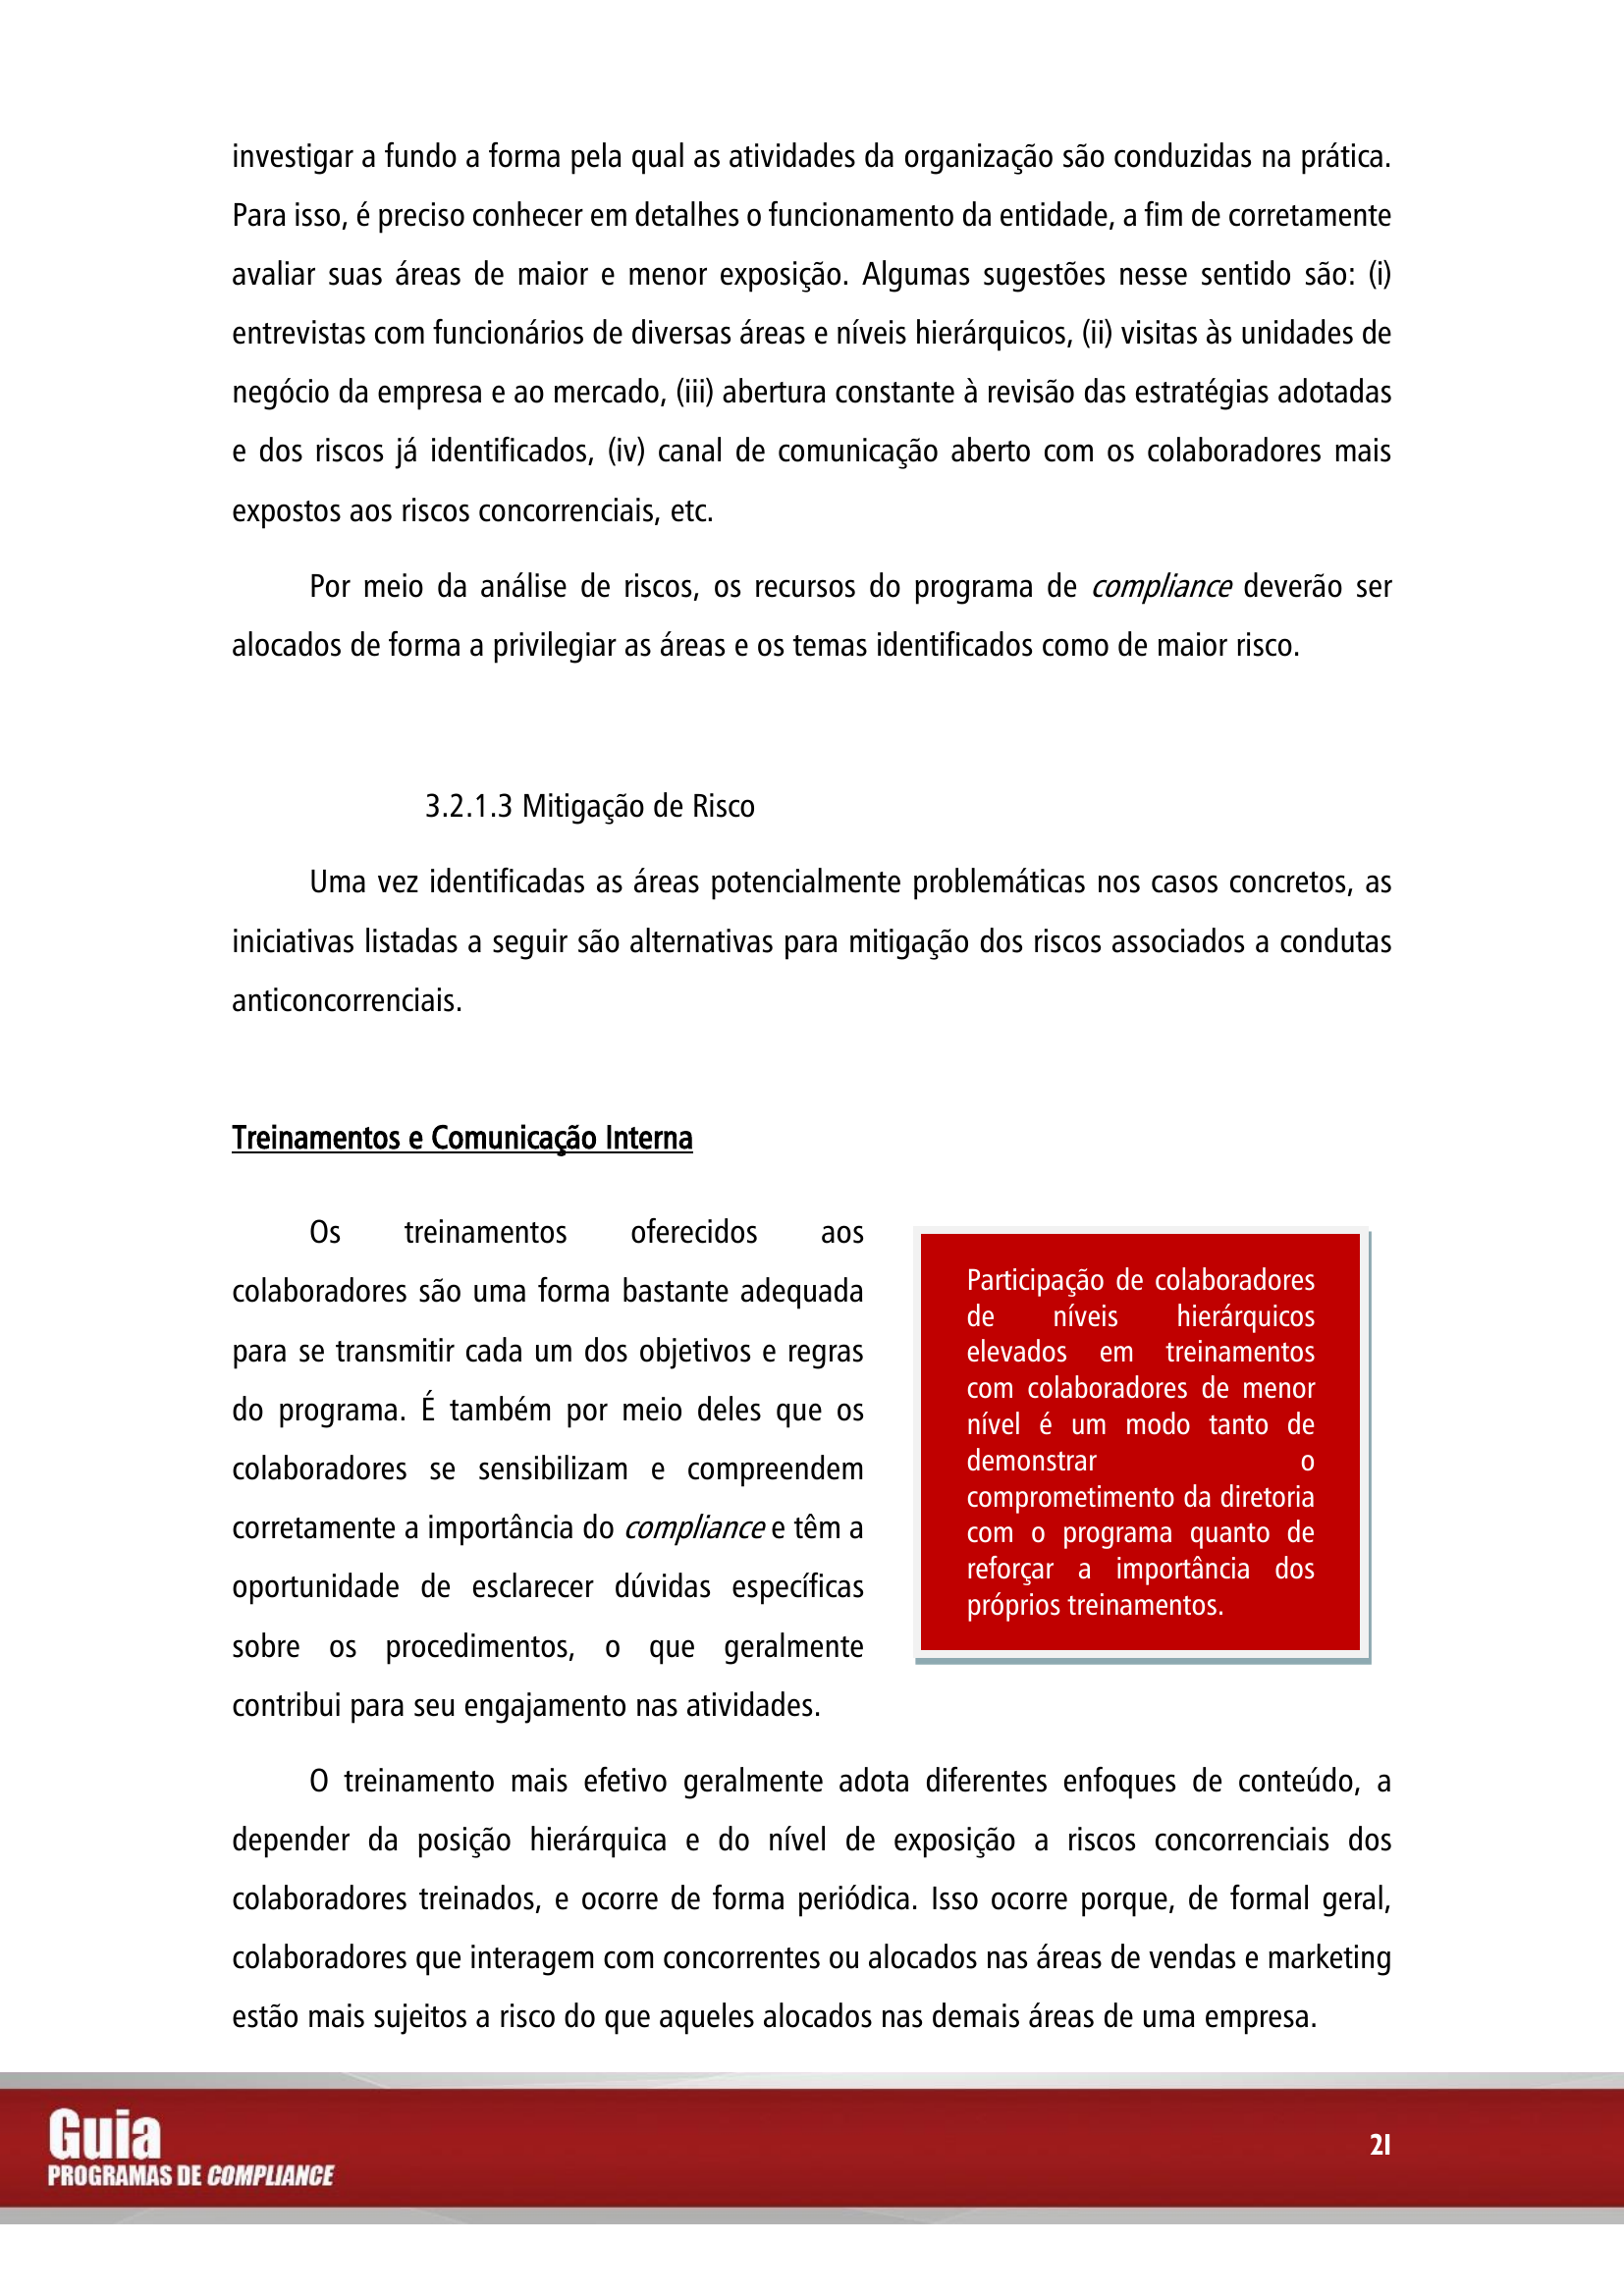 investigar a fundo a forma pela qual as atividades da organização são conduzidas na prática.
Para isso, é preciso conhecer em detalhes o funcionamento da entidade, a fim de corretamente
avaliar suas áreas de maior e menor exposição. Algumas sugestões nesse sentido são: (i)
entrevistas com funcionários de diversas áreas e níveis hierárquicos, (ii) visitas às unidades de
negócio da empresa e ao mercado, (iii) abertura constante à revisão das estratégias adotadas
e dos riscos já identificados, (iv) canal de comunicação aberto com os colaboradores mais
expostos aos riscos concorrenciais, etc.
Por meio da análise de riscos, os recursos do programa de compliance deverão ser
alocados de forma a privilegiar as áreas e os temas identificados como de maior risco.
3.2.1.3 Mitigação de Risco
Uma vez identificadas as áreas potencialmente problemáticas nos casos concretos, as
iniciativas listadas a seguir são alternativas para mitigação dos riscos associados a condutas
anticoncorrenciais.
Treinamentos e Comunicação Interna
Os treinamentos oferecidos aos
colaboradores são uma forma bastante adequada
para se transmitir cada um dos objetivos e regras
do programa. É também por meio deles que os
colaboradores se sensibilizam e compreendem
corretamente a importância do compliance e têm a
oportunidade de esclarecer dúvidas específicas
sobre os procedimentos, o que geralmente
contribui para seu engajamento nas atividades.
Participação de colaboradores
de níveis hierárquicos
elevados em treinamentos
com colaboradores de menor
nível é um modo tanto de
demonstrar o
comprometimento da diretoria
com o programa quanto de
reforçar a importância dos
próprios treinamentos.
O treinamento mais efetivo geralmente adota diferentes enfoques de conteúdo, a
depender da posição hierárquica e do nível de exposição a riscos concorrenciais dos
colaboradores treinados, e ocorre de forma periódica. Isso ocorre porque, de formal geral,
colaboradores que interagem com concorrentes ou alocados nas áreas de vendas e marketing
estão mais sujeitos a risco do que aqueles alocados nas demais áreas de uma empresa.
Guia
PROGRAMAS DE COMPLIANCE
21